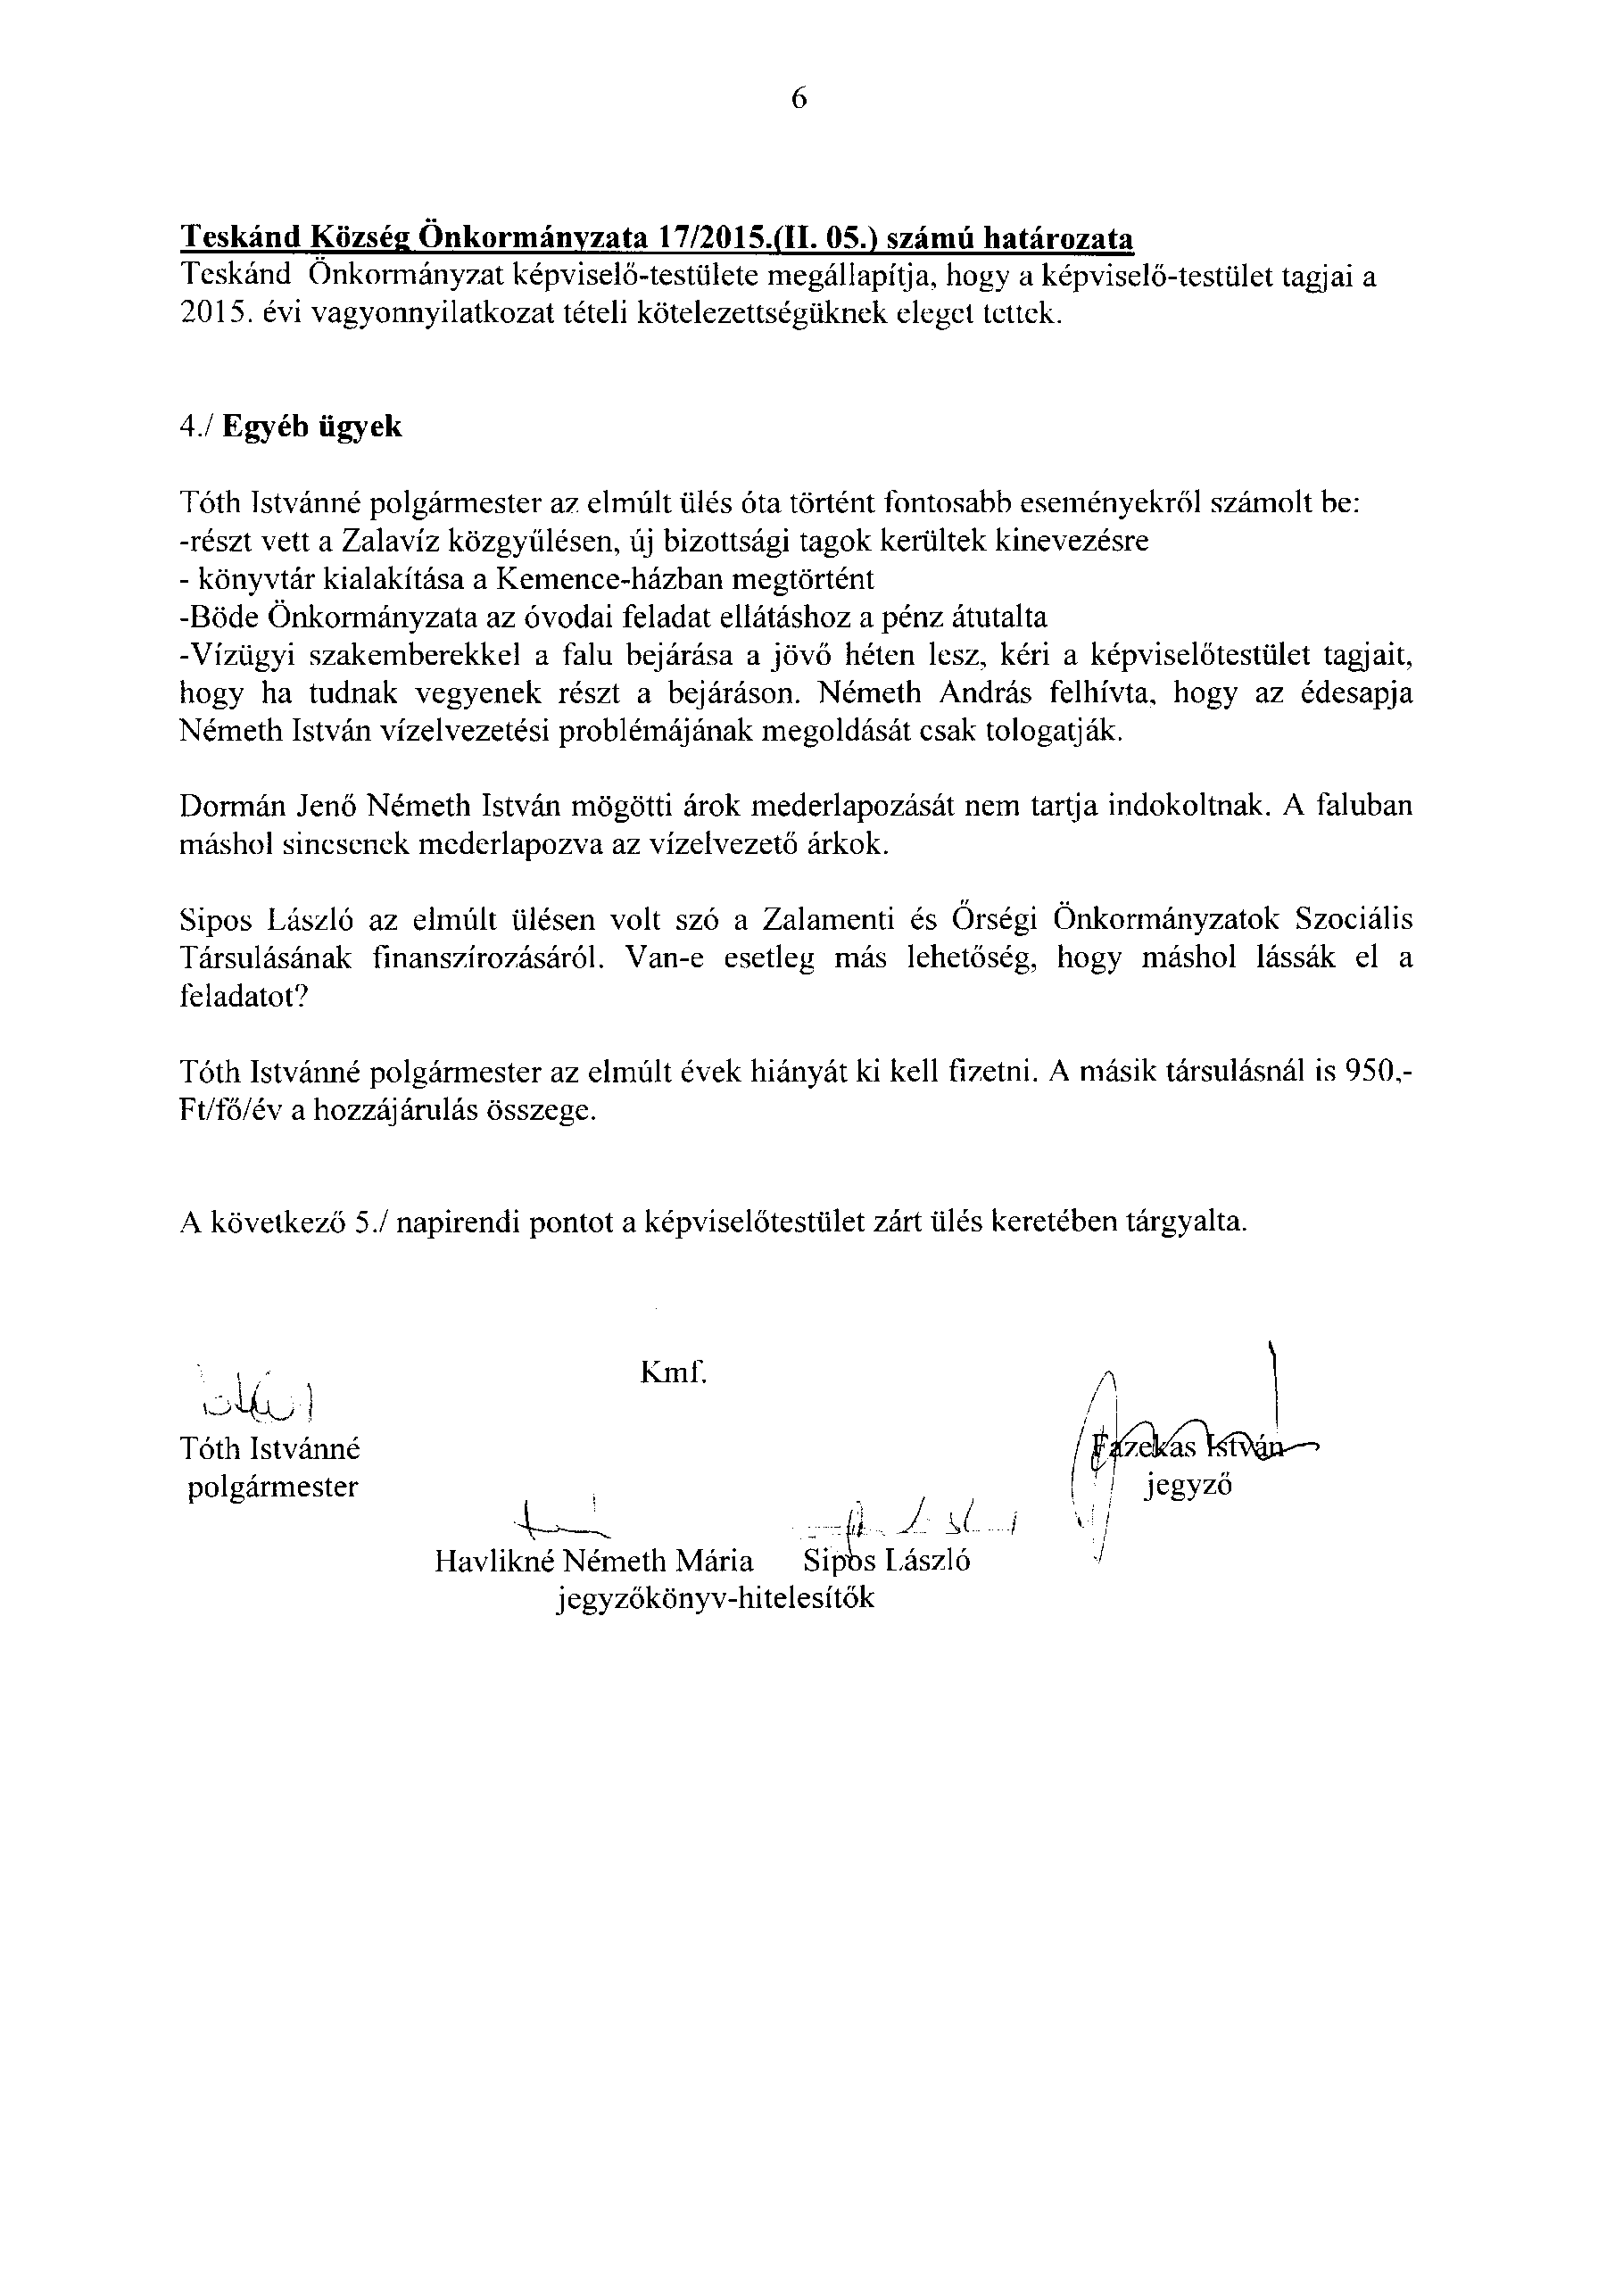 6
Teskánd Község Önkormányzata 17/2015.(II. 05.) számú határozata
Teskánd Önkormányzat képviselő-testülete megállapítja, hogy a képviselő-testület tagjai a
2015. évi vagyonnyilatkozat tételi kötelezettségüknek eleget tettek.
4./ Egyéb ügyek
Tóth Istvánné polgármester az elmúlt ülés óta történt fontosabb eseményekről számolt be:
-részt vett a Zalavíz közgyűlésen, új bizottsági tagok kerültek kinevezésre
- könyvtár kialakítása a Kemence-házban megtörtént
-Böde Önkormányzata az óvodai feladat ellátáshoz a pénz átutalta
-Vízügyi szakemberekkel a falu bejárása a jövő héten lesz, kéri a képviselőtestület tagjait,
hogy ha tudnak vegyenek részt a bejáráson. Németh András felhívta, hogy az édesapja
Németh István vízelvezetési problémájának megoldását csak tologatják.
Dormán Jenő Németh István mögötti árok mederlapozását nem tartja indokoltnak. A faluban
máshol sincsenek mederlapozva az vízelvezető árkok.
Sipos László az elmúlt ülésen volt szó a Zalamenti és Őrségi Önkormányzatok Szociális
Társulásának finanszírozásáról. Van-e esetleg más lehetőség, hogy máshol lássák el a
feladatot?
Tóth Istvánné polgármester az elmúlt évek hiányát ki kell fizetni. A másik társulásnál is 950,-
Ft/fő/év a hozzájárulás összege.
A következő 5./ napirendi pontot a képviselőtestület zárt ülés keretében tárgyalta.
Kmf.
Tóth Istvánné Fazekas István
polgármester jegyző
Havlikné Németh Mária Sipos László
jegyzőkönyv-hitelesítők